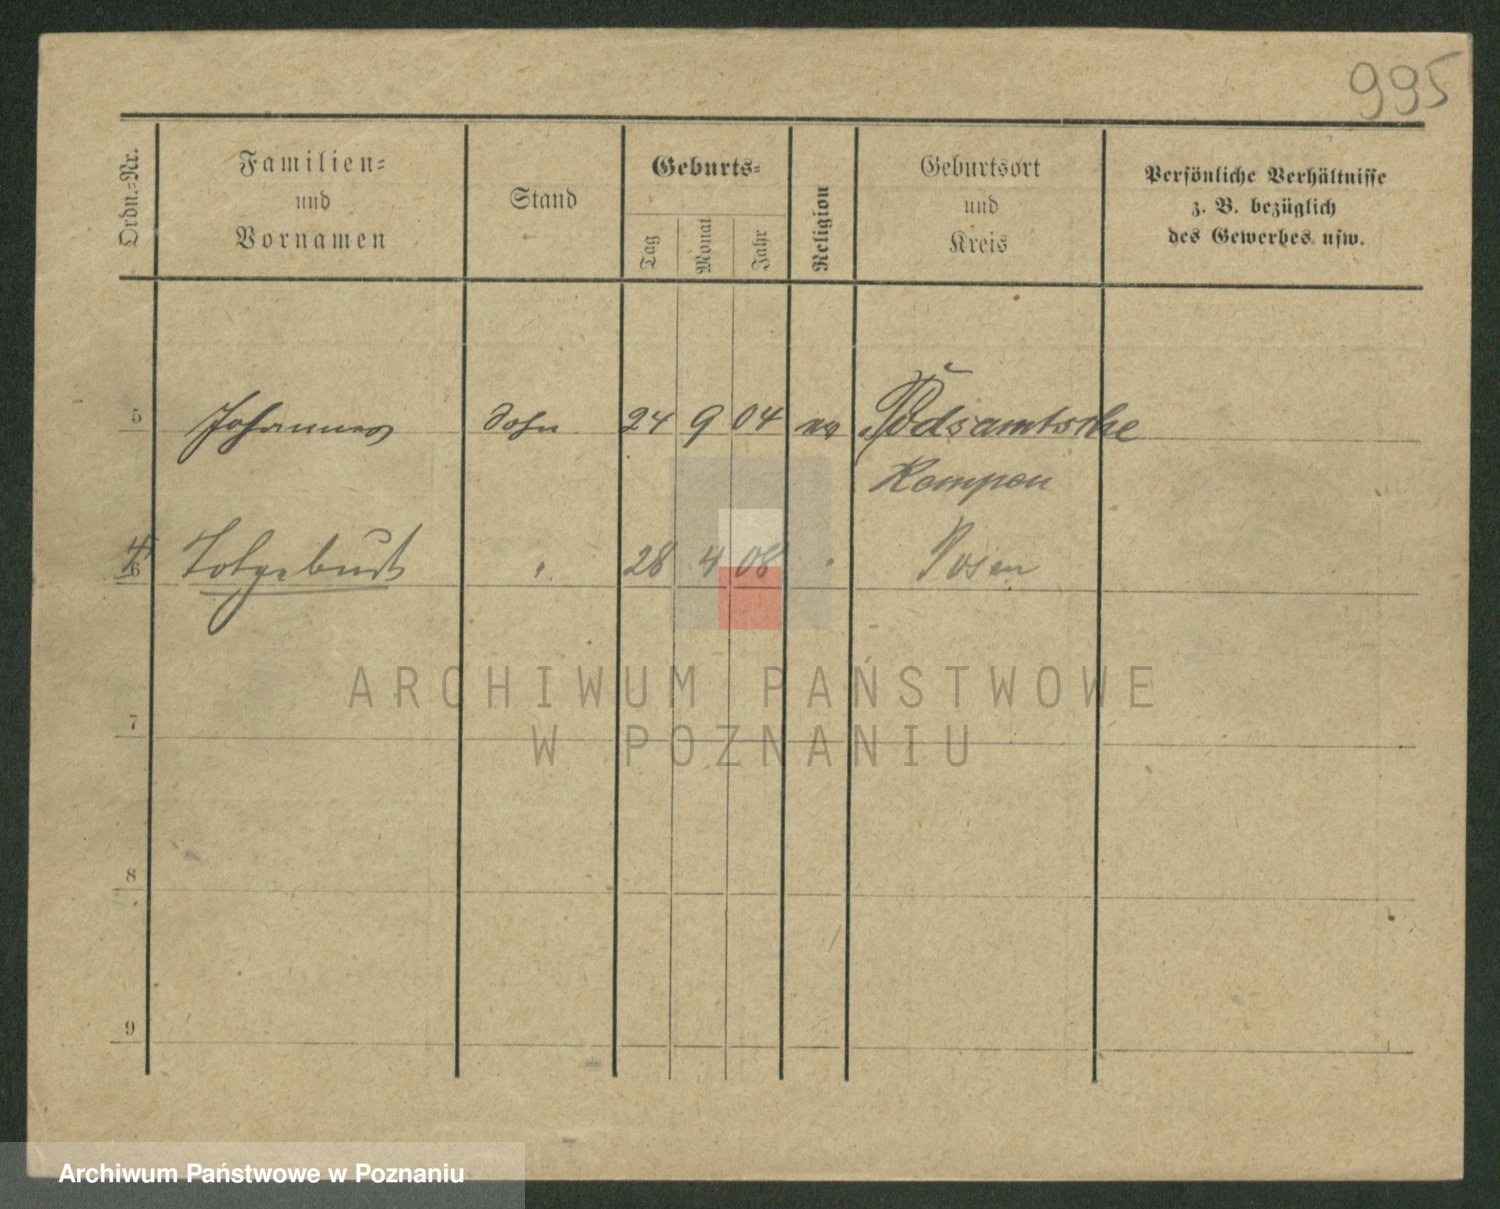 995
Ordn.-Nr.
Familien-
und
Vornamen
Stand
Geburts-
Tag Monat Jahr
Religion
Geburtsort
und
Kreis
Persönliche Verhältnisse
z. B. bezüglich
des Gewerbes usw.
5 Johannes Sohn 24 9 04
Kempen
6 Totgeburt " 28 4 08 " Posen
ARCHIWUM PAŃSTWOWE
W POZNANIU
7
8
9
Archiwum Państwowe w Poznaniu